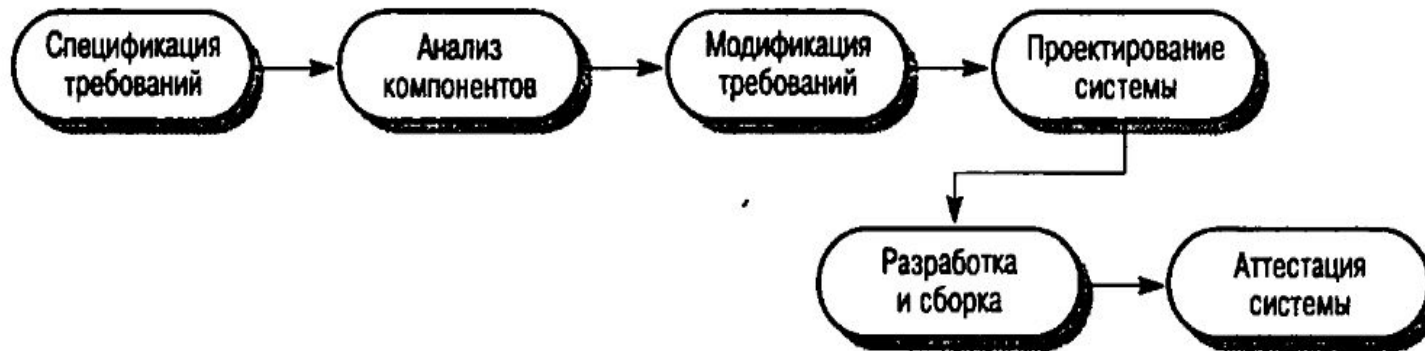 Спецификация
требований
Анализ
компонентов
Модификация
требований
Проектирование
системы
Разработка
и сборка
Аттестация
системы